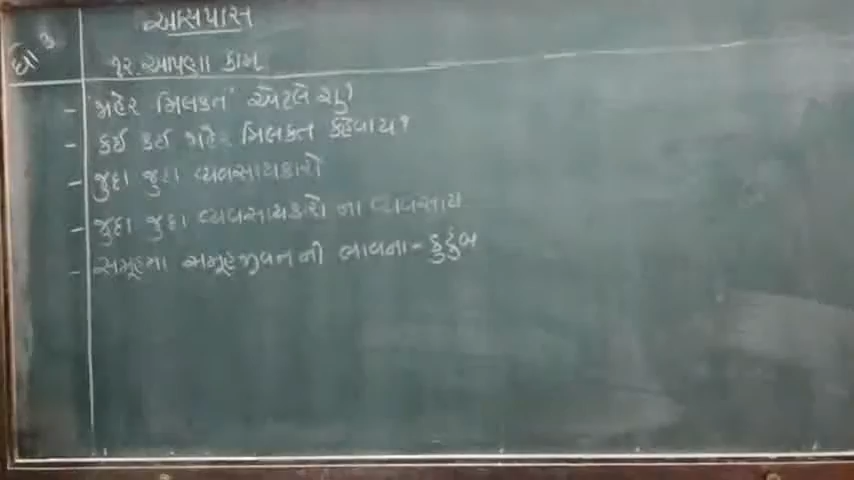 આસપાસ
ધો 3
૧૨. આપણા કામ
- 'જાહેર મિલકત' એટલે શું?
- કઈ કઈ જાહેર મિલકત કહેવાય?
- જુદા જુદા વ્યવસાયકારો
- જુદા જુદા વ્યવસાયકારો ના વ્યવસાય
- સમૂહમા સમૂહજીવન ની ભાવના - કુટુંબ